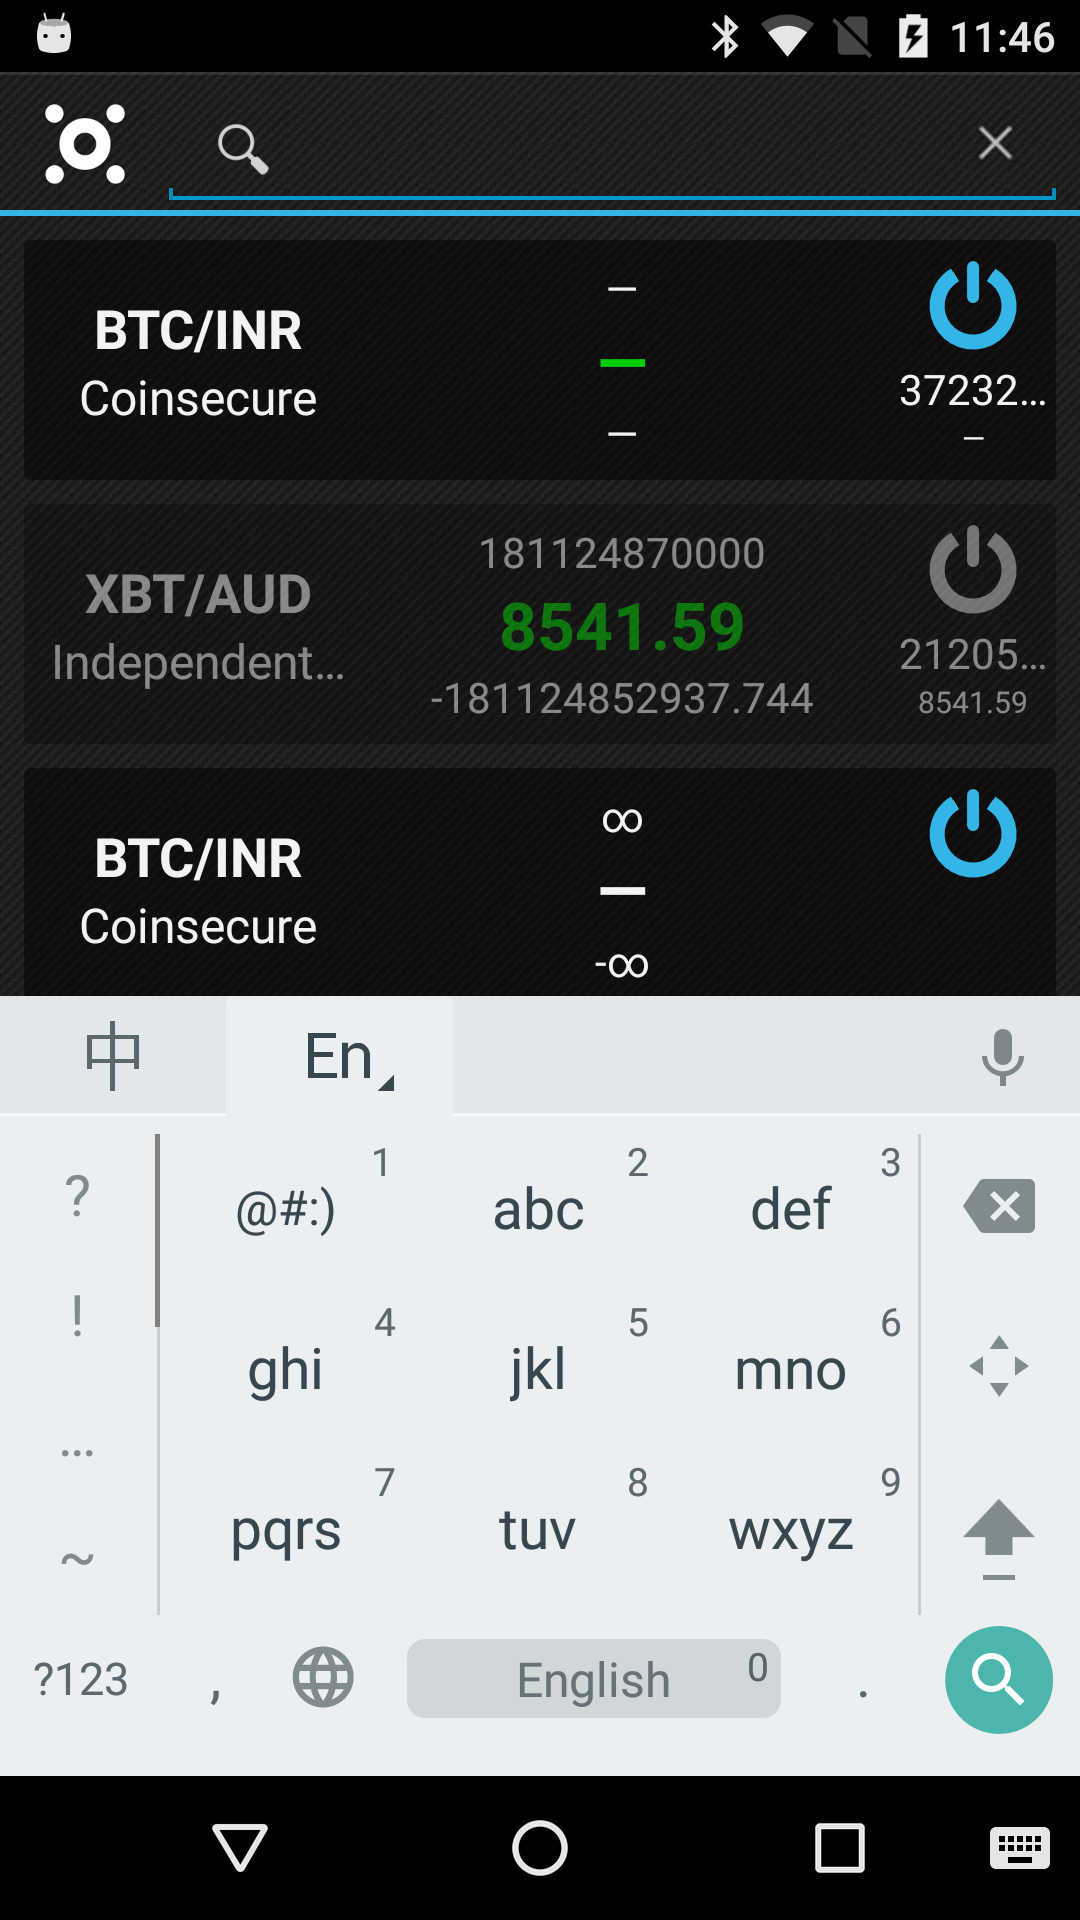 11:46
BTC/INR
Coinsecure
–
–
–
37232...
–
XBT/AUD
Independent...
181124870000
8541.59
-181124852937.744
21205...
8541.59
BTC/INR
Coinsecure
∞
–
-∞
中
En
?
!
...
~
1
@#:)
2
abc
3
def
4
ghi
5
jkl
6
mno
7
pqrs
8
tuv
9
wxyz
?123
,
English
0
.